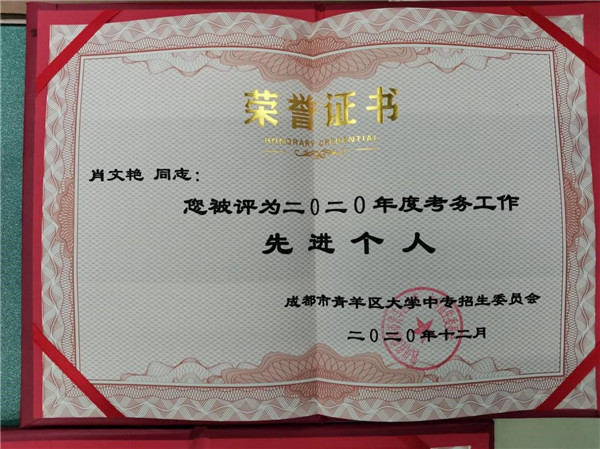 荣誉证书
HONORARY CREDENTIAL
肖文艳 同志：
您被评为二0二0年度考务工作
先进个人
成都市青羊区大学中专招生委员会
二0二0年十二月